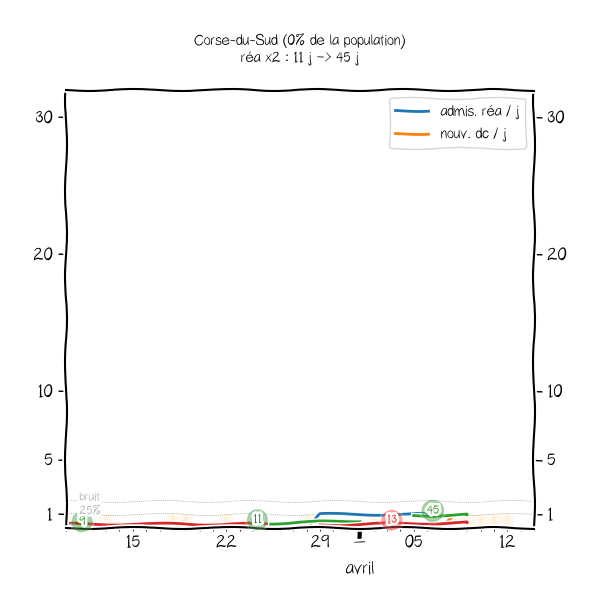 Corse-du-Sud (0% de la population)
réa x2 : 11 j -> 45 j
admis. réa / j
nouv. dc / j
30 30
20 20
10 10
5 5
bruit
25%
1 1
9 11 13 45
15 22 29 05 12
avril